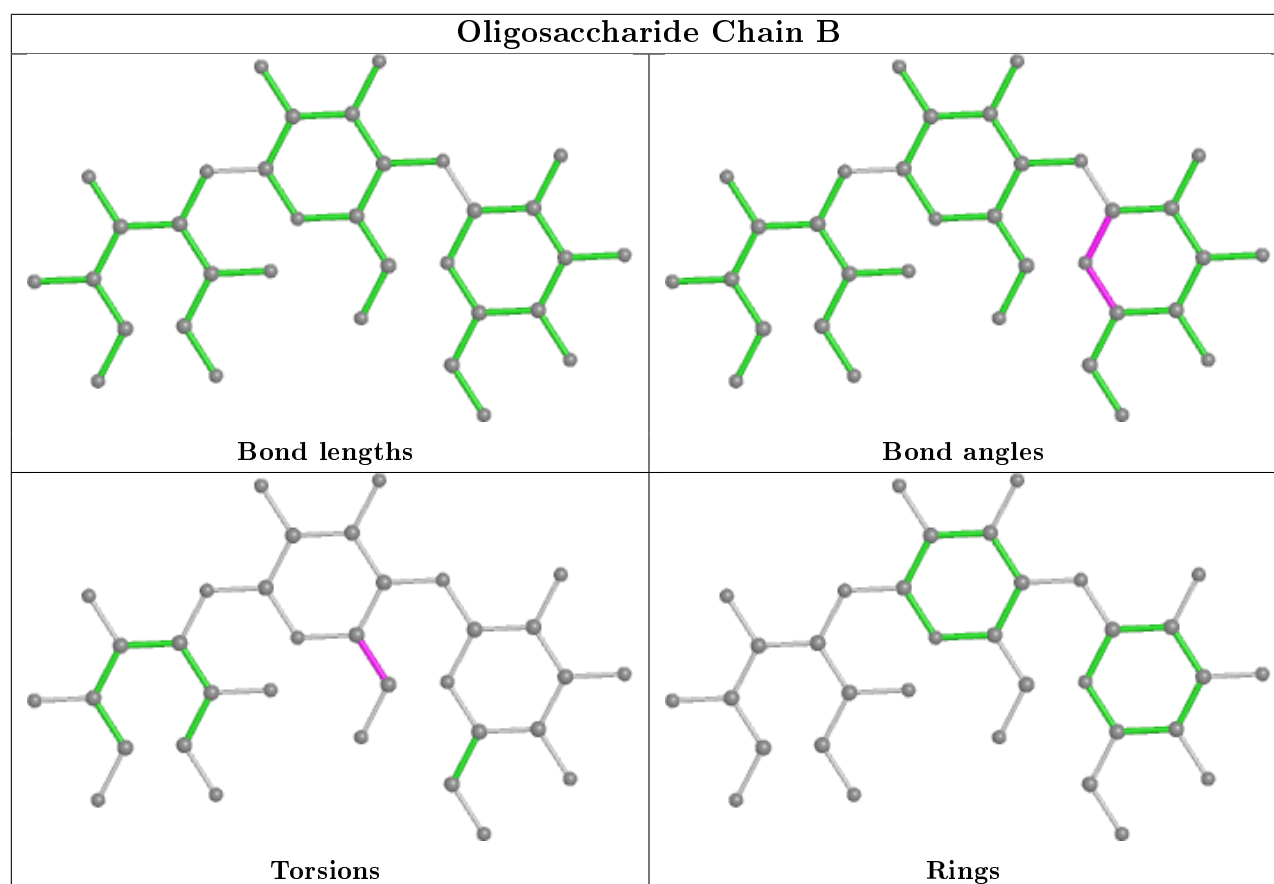 Oligosaccharide Chain B
Bond lengths
Bond angles
Torsions
Rings